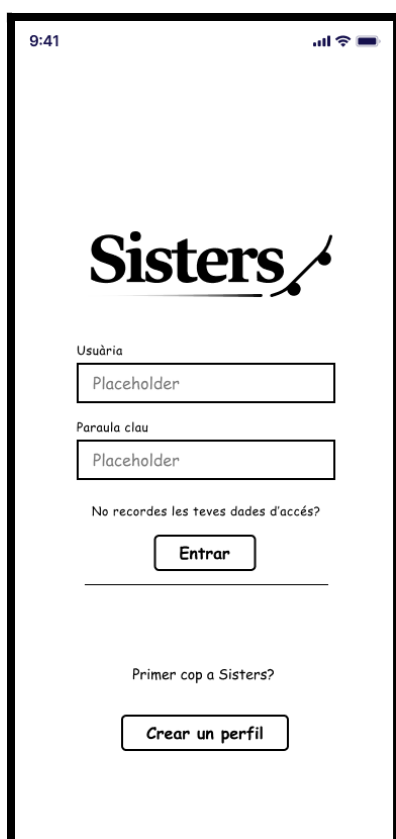 9:41
Sisters
Usuària
Placeholder
Paraula clau
Placeholder
No recordes les teves dades d'accés?
Entrar
Primer cop a Sisters?
Crear un perfil